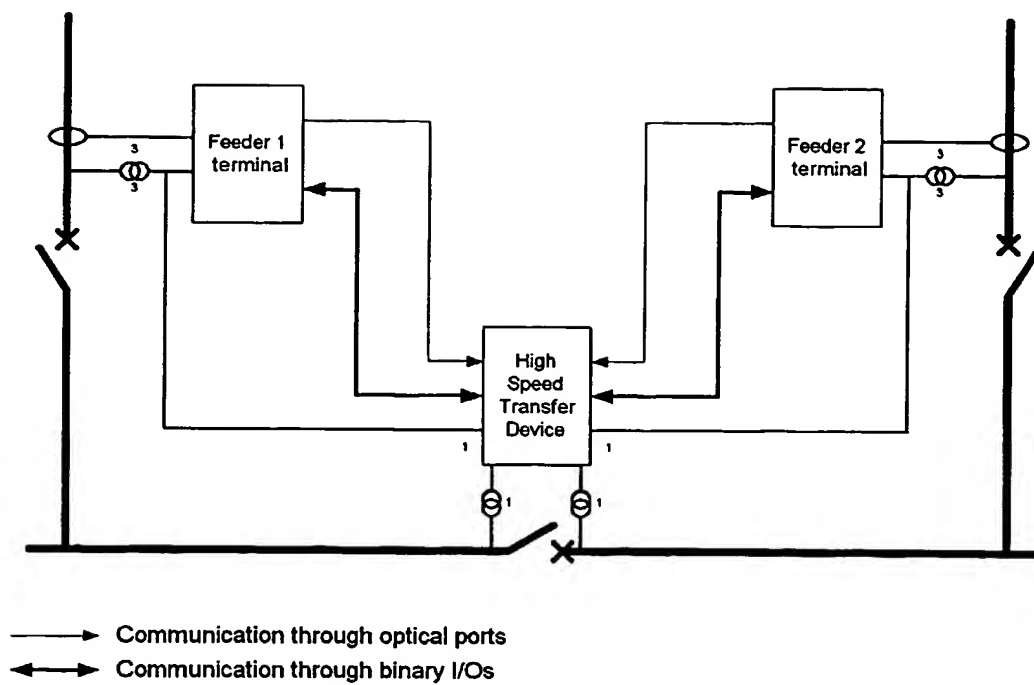 Feeder 1
terminal
3
3
Feeder 2
terminal
3
3
High
Speed
Transfer
Device
1
1
1
1
Communication through optical ports
Communication through binary I/Os